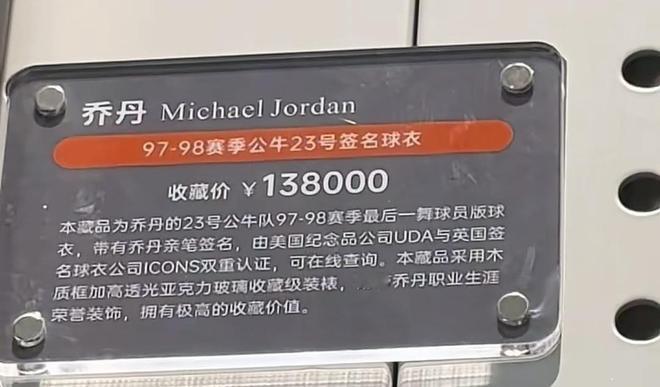 乔丹 Michael Jordan
97-98赛季公牛23号签名球衣
收藏价 ¥138000
本藏品为乔丹的23号公牛队97-98赛季最后一舞球员版球
衣，带有乔丹亲笔签名，由美国纪念品公司UDA与英国签
名球衣公司ICONS双重认证，可在线查询。本藏品采用木
质框加高透光亚克力玻璃收藏级装裱，乔丹职业生涯
荣誉装饰，拥有极高的收藏价值。